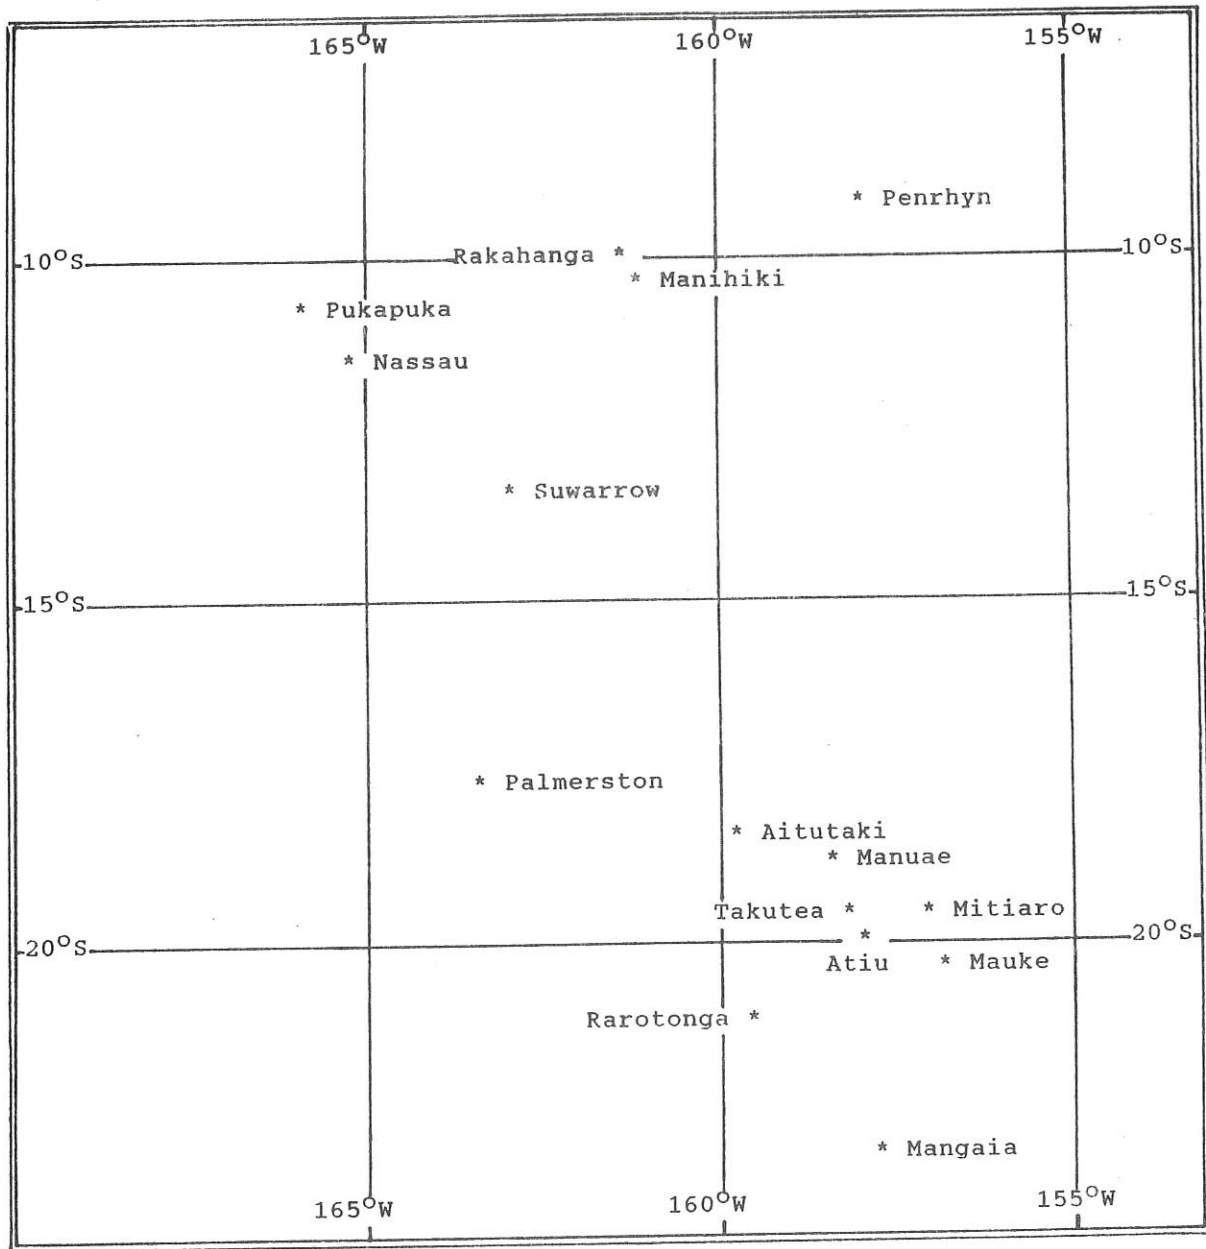 165°W 160°W 155°W
* Penrhyn
10°S Rakahanga * 10°S
* Manihiki
* Pukapuka
* Nassau
* Suwarrow
15°S 15°S
* Palmerston
* Aitutaki
* Manuae
Takutea * * Mitiaro
*
20°S 20°S
Atiu * Mauke
Rarotonga *
* Mangaia
165°W 160°W 155°W